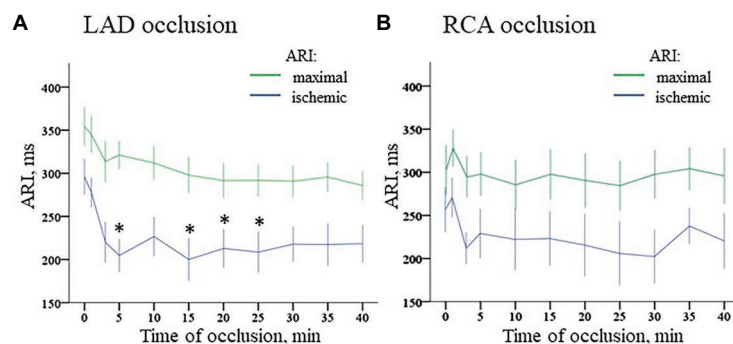 A LAD occlusion
ARI:
maximal
ischemic
ARI, ms
400
350
300
250
200
150
* * * *
0 5 10 15 20 25 30 35 40
Time of occlusion, min
B RCA occlusion
ARI:
maximal
ischemic
ARI, ms
400
350
300
250
200
150
0 5 10 15 20 25 30 35 40
Time of occlusion, min